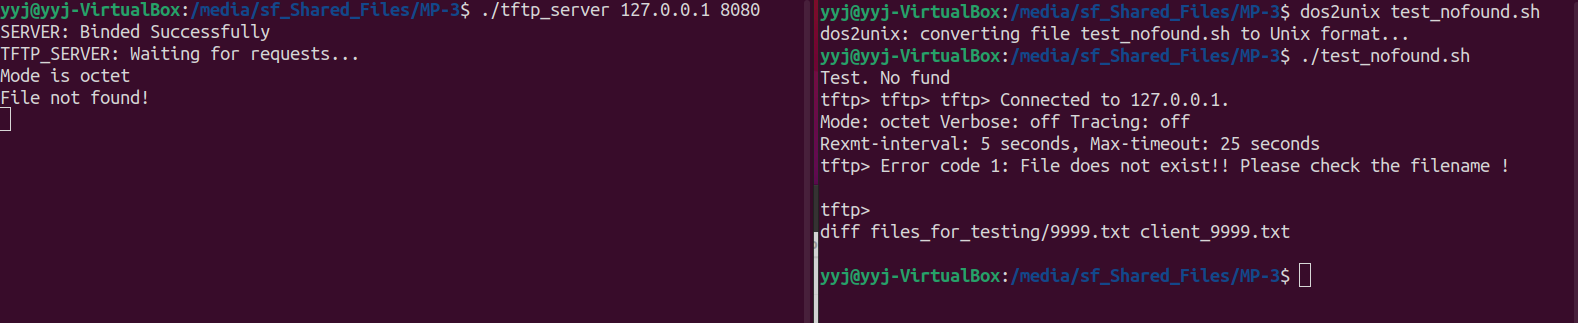 yyj@yyj-VirtualBox:/media/sf_Shared_Files/MP-3$ ./tftp_server 127.0.0.1 8080
SERVER: Binded Successfully
TFTP_SERVER: Waiting for requests...
Mode is octet
File not found!
yyj@yyj-VirtualBox:/media/sf_Shared_Files/MP-3$ dos2unix test_nofound.sh
dos2unix: converting file test_nofound.sh to Unix format...
yyj@yyj-VirtualBox:/media/sf_Shared_Files/MP-3$ ./test_nofound.sh
Test. No fund
tftp> tftp> tftp> Connected to 127.0.0.1.
Mode: octet Verbose: off Tracing: off
Rexmt-interval: 5 seconds, Max-timeout: 25 seconds
tftp> Error code 1: File does not exist!! Please check the filename !
tftp>
diff files_for_testing/9999.txt client_9999.txt
yyj@yyj-VirtualBox:/media/sf_Shared_Files/MP-3$